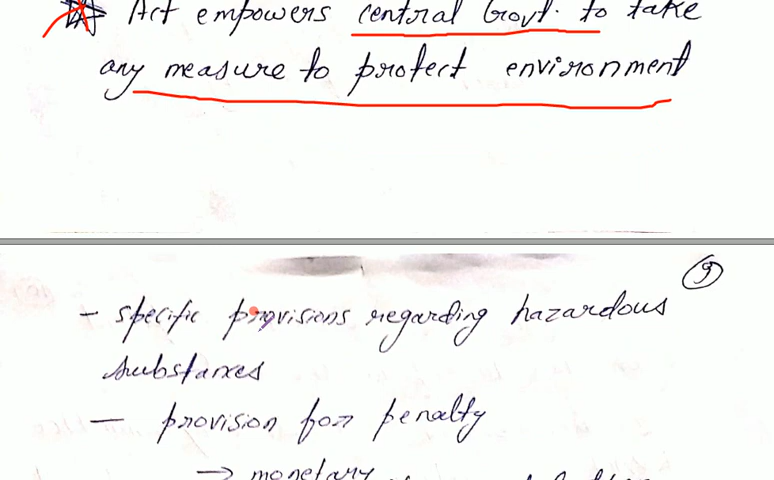 Act empowers central Govt. to take
any measure to protect environment
9
- specific provisions regarding hazardous
substances
- provision for penalty
→ monetary